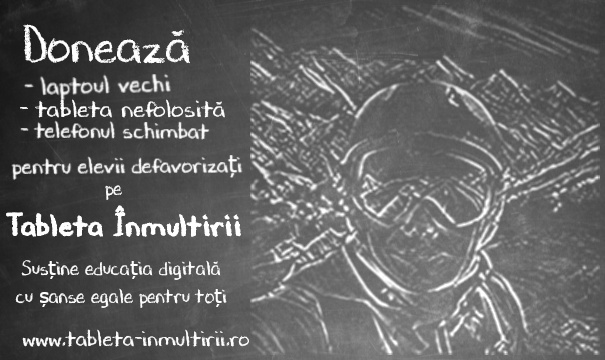 Donează
- laptoul vechi
- tableta nefolosită
- telefonul schimbat
pentru elevii defavorizați
pe
Tableta Înmultirii
Susține educația digitală
cu șanse egale pentru toți
www.tableta-inmultirii.ro